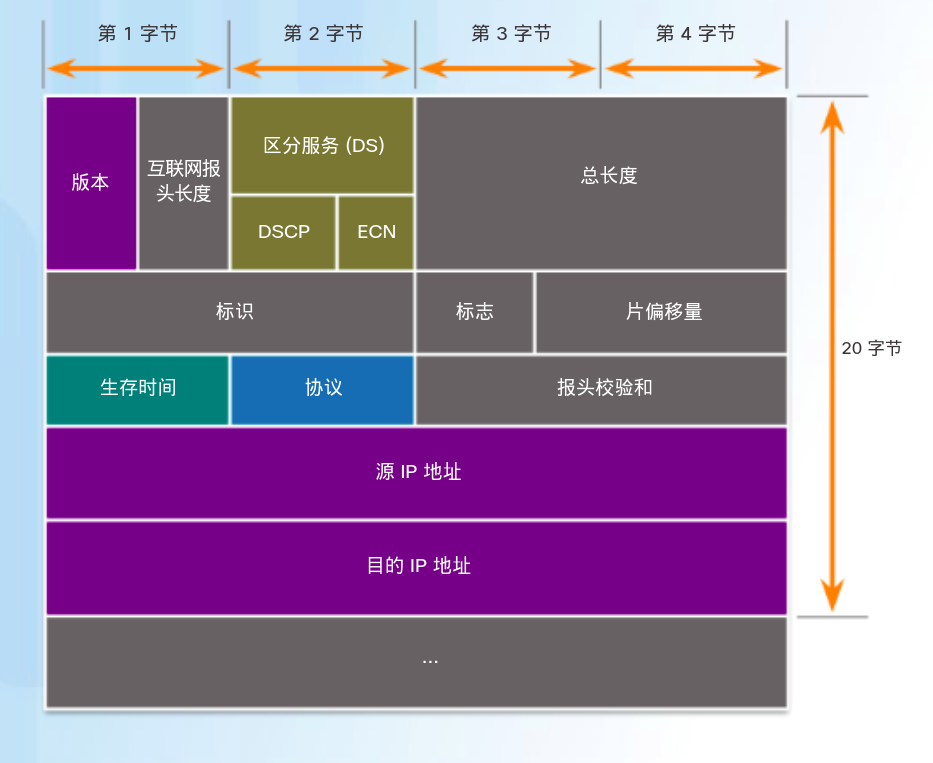 第 1 字节
第 2 字节
第 3 字节
第 4 字节
版本
互联网报
头长度
区分服务 (DS)
DSCP
ECN
总长度
标识
标志
片偏移量
20 字节
生存时间
协议
报头校验和
源 IP 地址
目的 IP 地址
...